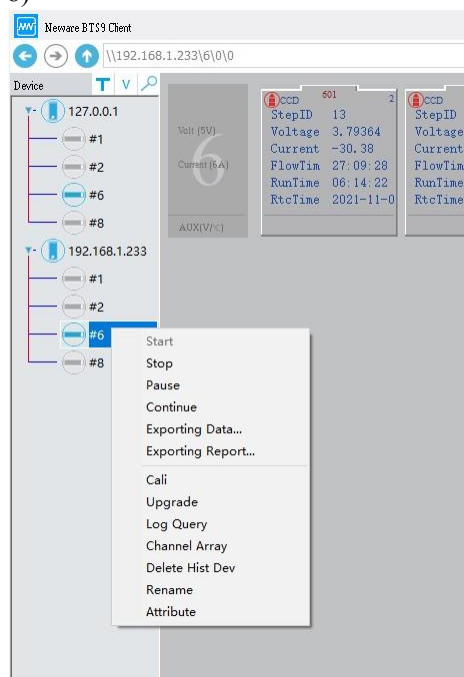 Neware BTS9 Client
\\192.168.1.233\6\0\0
Device T V
127.0.0.1
#1
#2
#6
#8
192.168.1.233
#1
#2
#6
#8
Start
Stop
Pause
Continue
Exporting Data...
Exporting Report...
Cali
Upgrade
Log Query
Channel Array
Delete Hist Dev
Rename
Attribute
6
Volt (5V)
Current (6A)
AUX(V/℃)
CCD 601 2
StepID 13
Voltage 3.79364
Current -30.38
FlowTim 27:09:28
RunTime 06:14:22
RtcTime 2021-11-0
CCD
StepID
Voltage
Current
FlowTim
RunTime
RtcTime